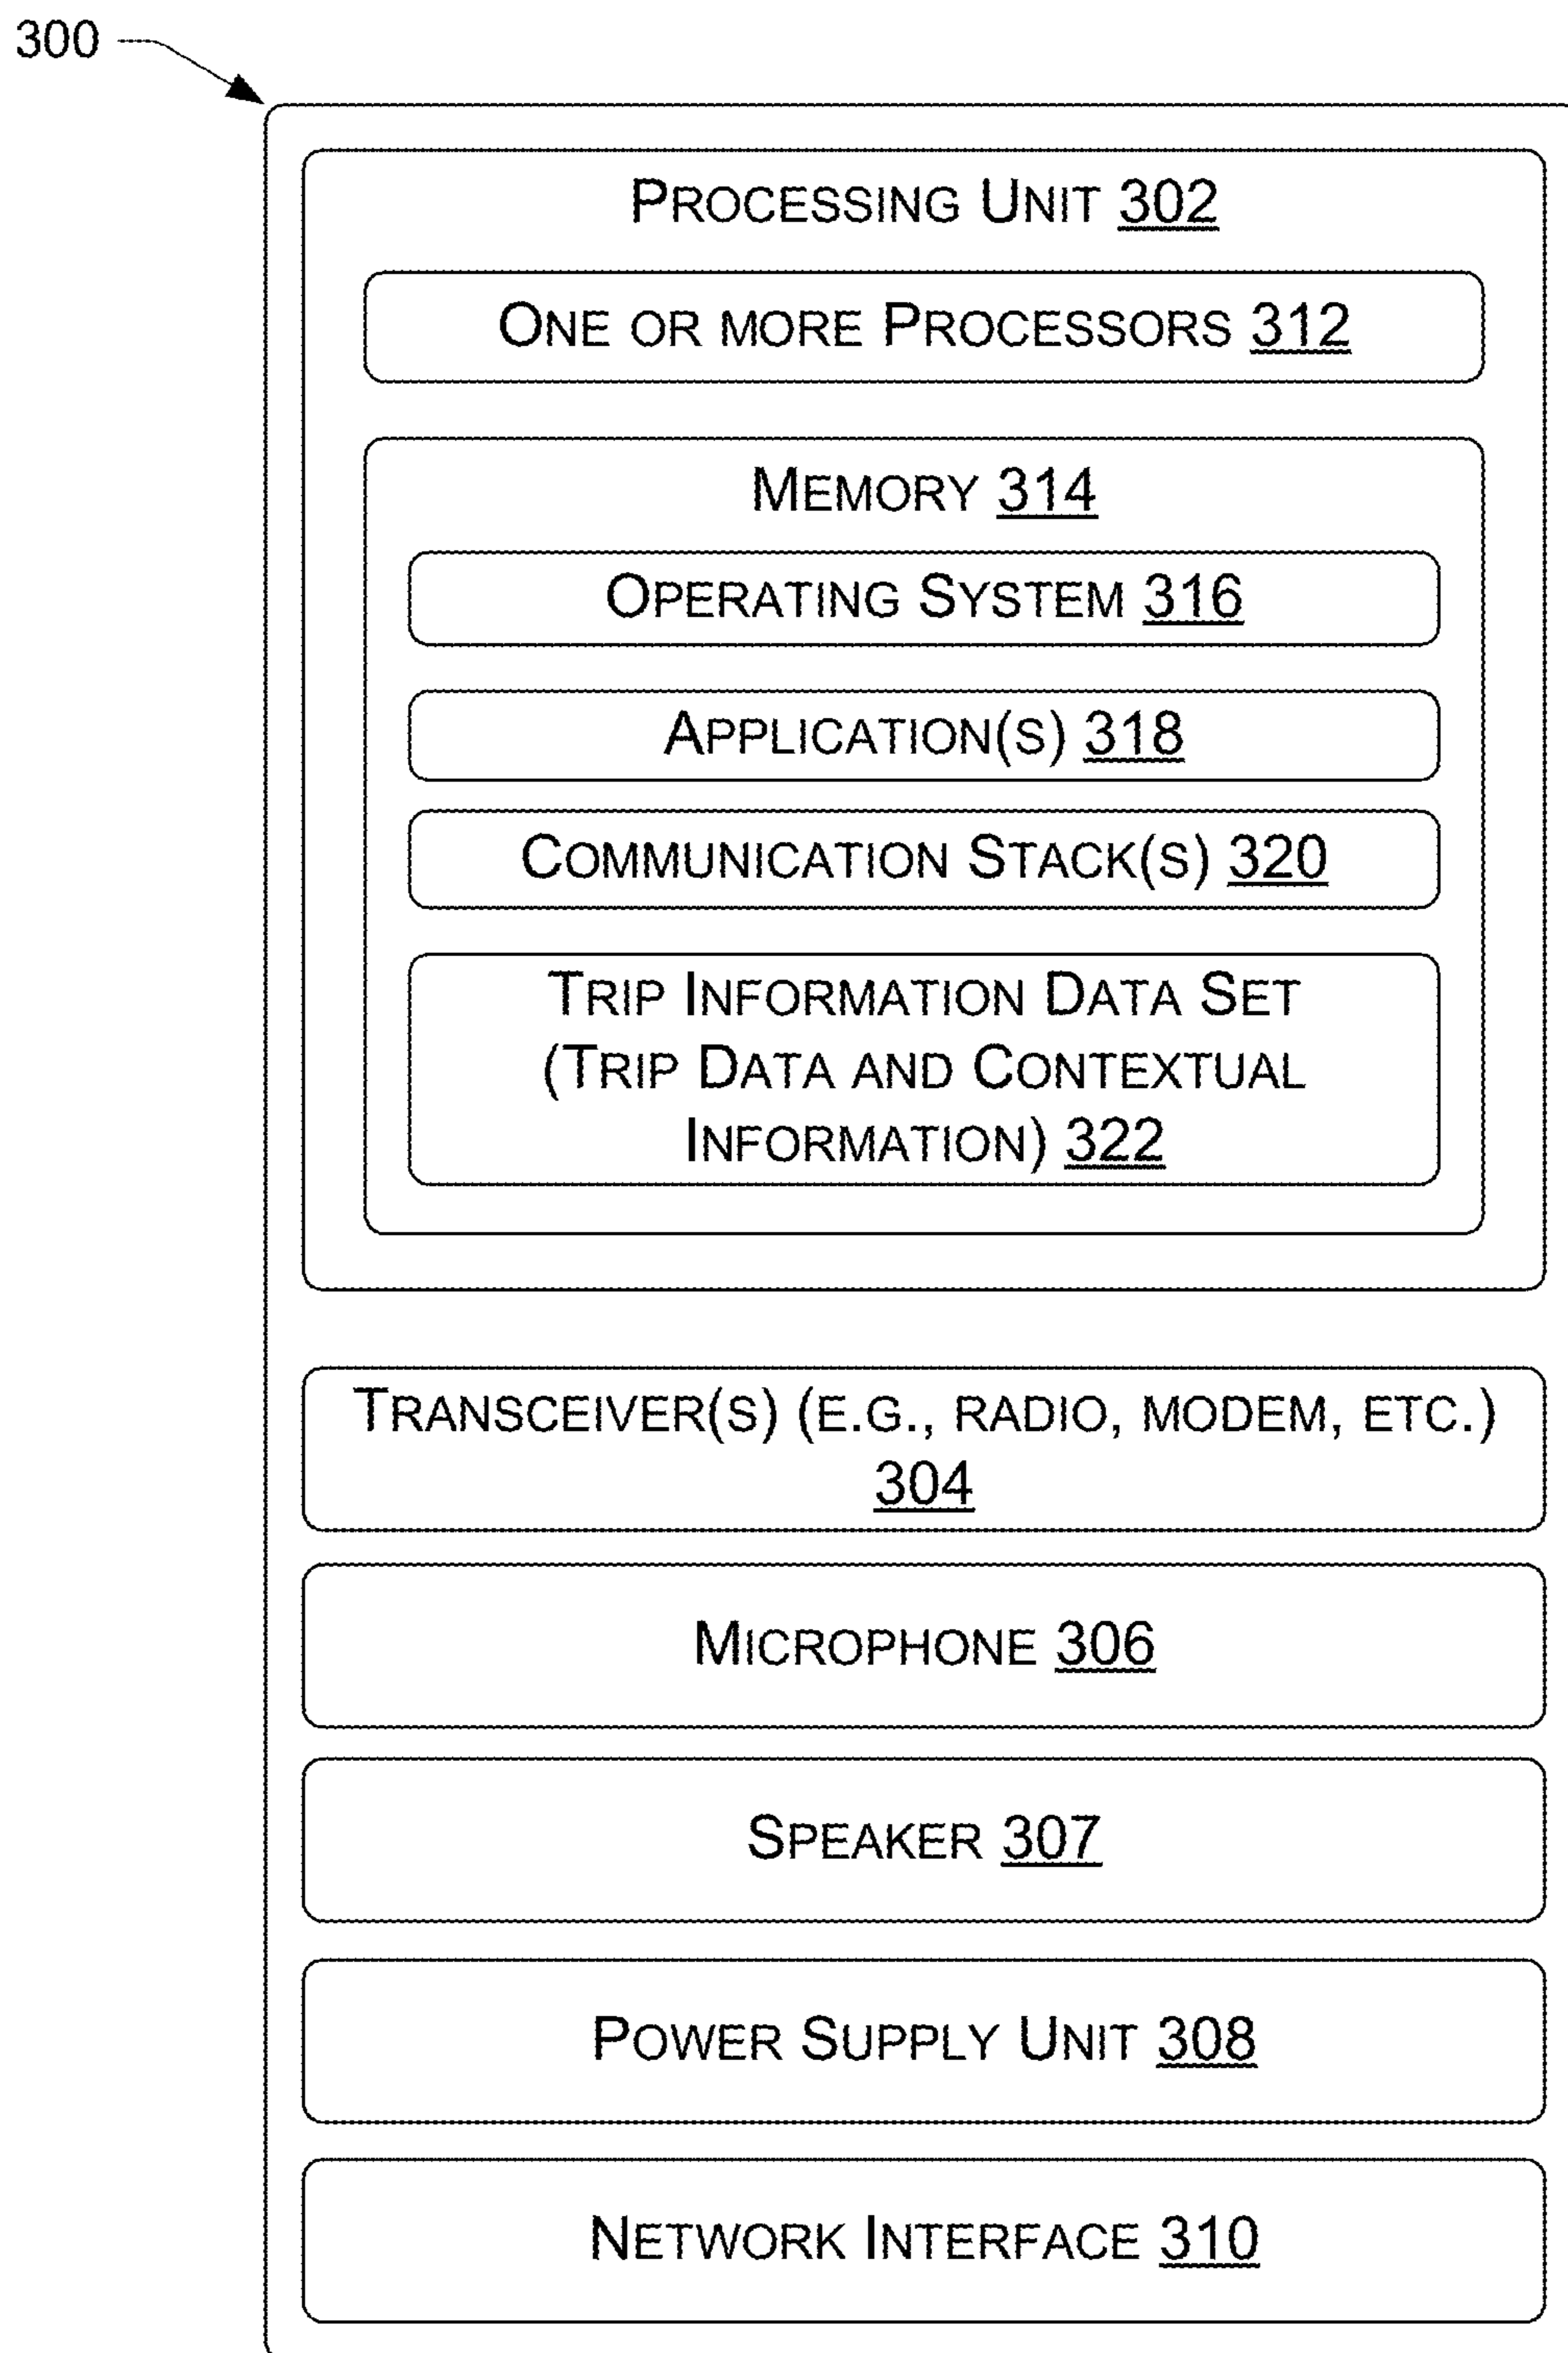 300
PROCESSING UNIT 302
ONE OR MORE PROCESSORS 312
MEMORY 314
OPERATING SYSTEM 316
APPLICATION(S) 318
COMMUNICATION STACK(S) 320
TRIP INFORMATION DATA SET
(TRIP DATA AND CONTEXTUAL
INFORMATION) 322
TRANSCEIVER(S) (E.G., RADIO, MODEM, ETC.)
304
MICROPHONE 306
SPEAKER 307
POWER SUPPLY UNIT 308
NETWORK INTERFACE 310